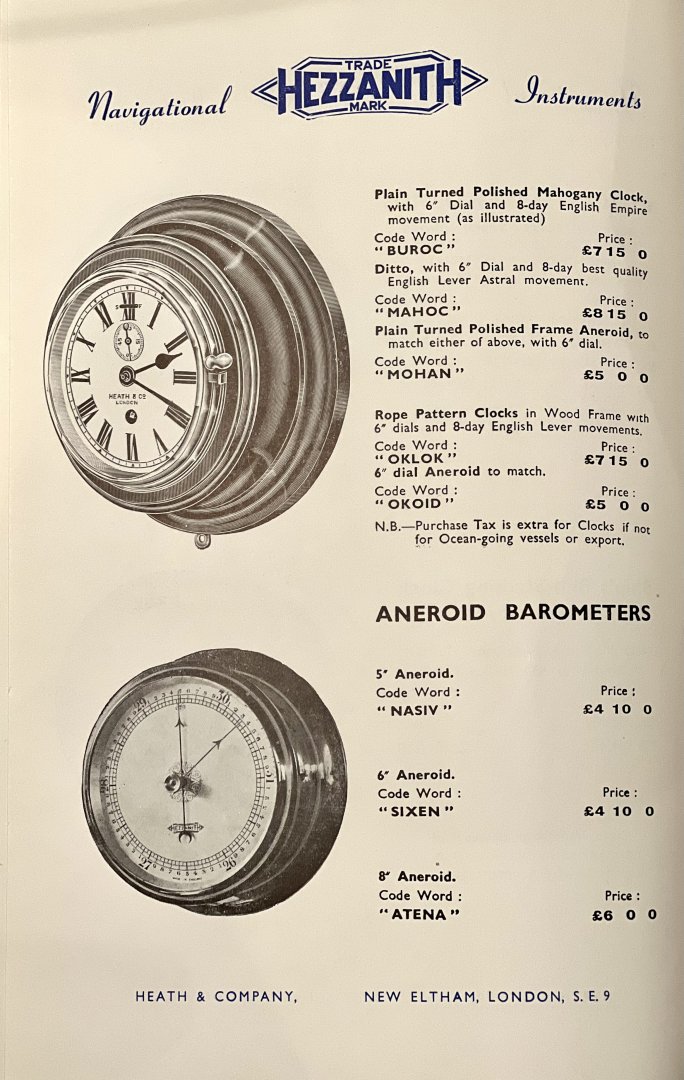 Navigational
TRADE
HEZZANITH
MARK
Instruments
Plain Turned Polished Mahogany Clock,
with 6″ Dial and 8-day English Empire
movement (as illustrated)
Code Word : Price :
“BUROC” £7 15 0
Ditto, with 6″ Dial and 8-day best quality
English Lever Astral movement.
Code Word : Price :
“MAHOC” £8 15 0
Plain Turned Polished Frame Aneroid, to
match either of above, with 6″ dial.
Code Word : Price :
“MOHAN” £5 0 0
Rope Pattern Clocks in Wood Frame with
6″ dials and 8-day English Lever movements.
Code Word : Price :
“OKLOK” £7 15 0
6″ dial Aneroid to match.
Code Word : Price :
“OKOID” £5 0 0
N.B.—Purchase Tax is extra for Clocks if not
for Ocean-going vessels or export.
HEATH & CO
LONDON
ANEROID BAROMETERS
5″ Aneroid.
Code Word : Price :
“NASIV” £4 10 0
6″ Aneroid.
Code Word : Price :
“SIXEN” £4 10 0
8″ Aneroid.
Code Word : Price :
“ATENA” £6 0 0
29 30
28 31
HEZZANITH
27 26
HEATH & COMPANY, NEW ELTHAM, LONDON, S.E.9